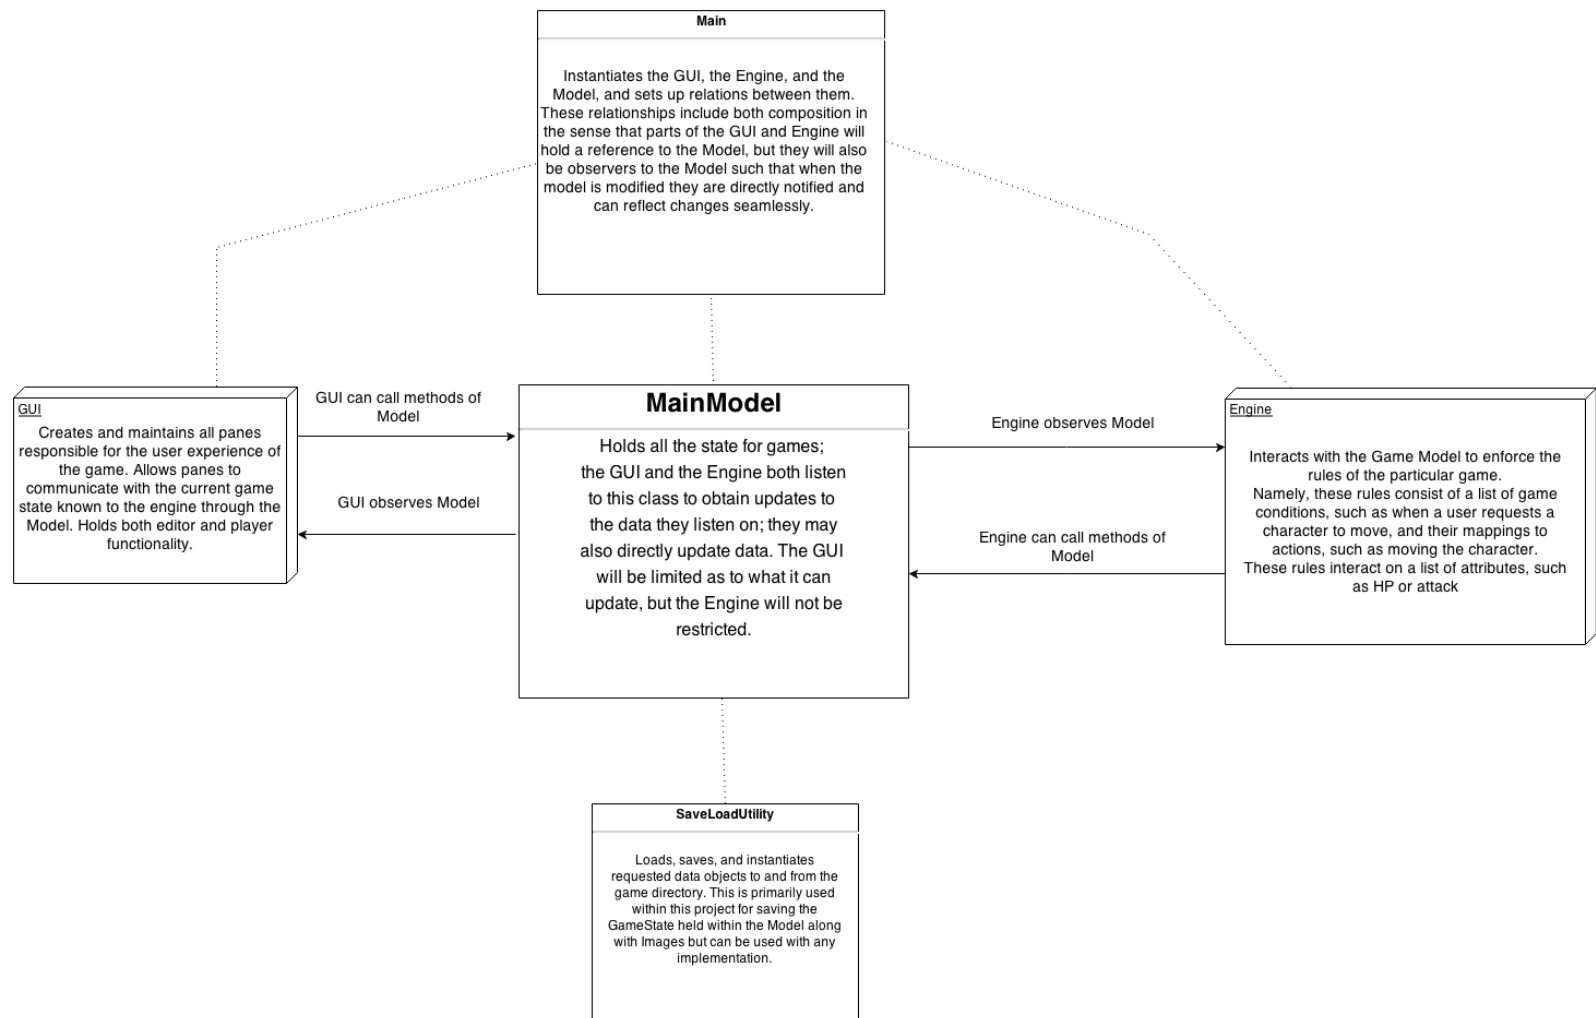 Main
Instantiates the GUI, the Engine, and the
Model, and sets up relations between them.
These relationships include both composition in
the sense that parts of the GUI and Engine will
hold a reference to the Model, but they will also
be observers to the Model such that when the
model is modified they are directly notified and
can reflect changes seamlessly.
GUI
Creates and maintains all panes
responsible for the user experience of
the game. Allows panes to
communicate with the current game
state known to the engine through the
Model. Holds both editor and player
functionality.
GUI can call methods of
Model
GUI observes Model
MainModel
Holds all the state for games;
the GUI and the Engine both listen
to this class to obtain updates to
the data they listen on; they may
also directly update data. The GUI
will be limited as to what it can
update, but the Engine will not be
restricted.
Engine observes Model
Engine can call methods of
Model
Engine
Interacts with the Game Model to enforce the
rules of the particular game.
Namely, these rules consist of a list of game
conditions, such as when a user requests a
character to move, and their mappings to
actions, such as moving the character.
These rules interact on a list of attributes, such
as HP or attack
SaveLoadUtility
Loads, saves, and instantiates
requested data objects to and from the
game directory. This is primarily used
within this project for saving the
GameState held within the Model along
with Images but can be used with any
implementation.